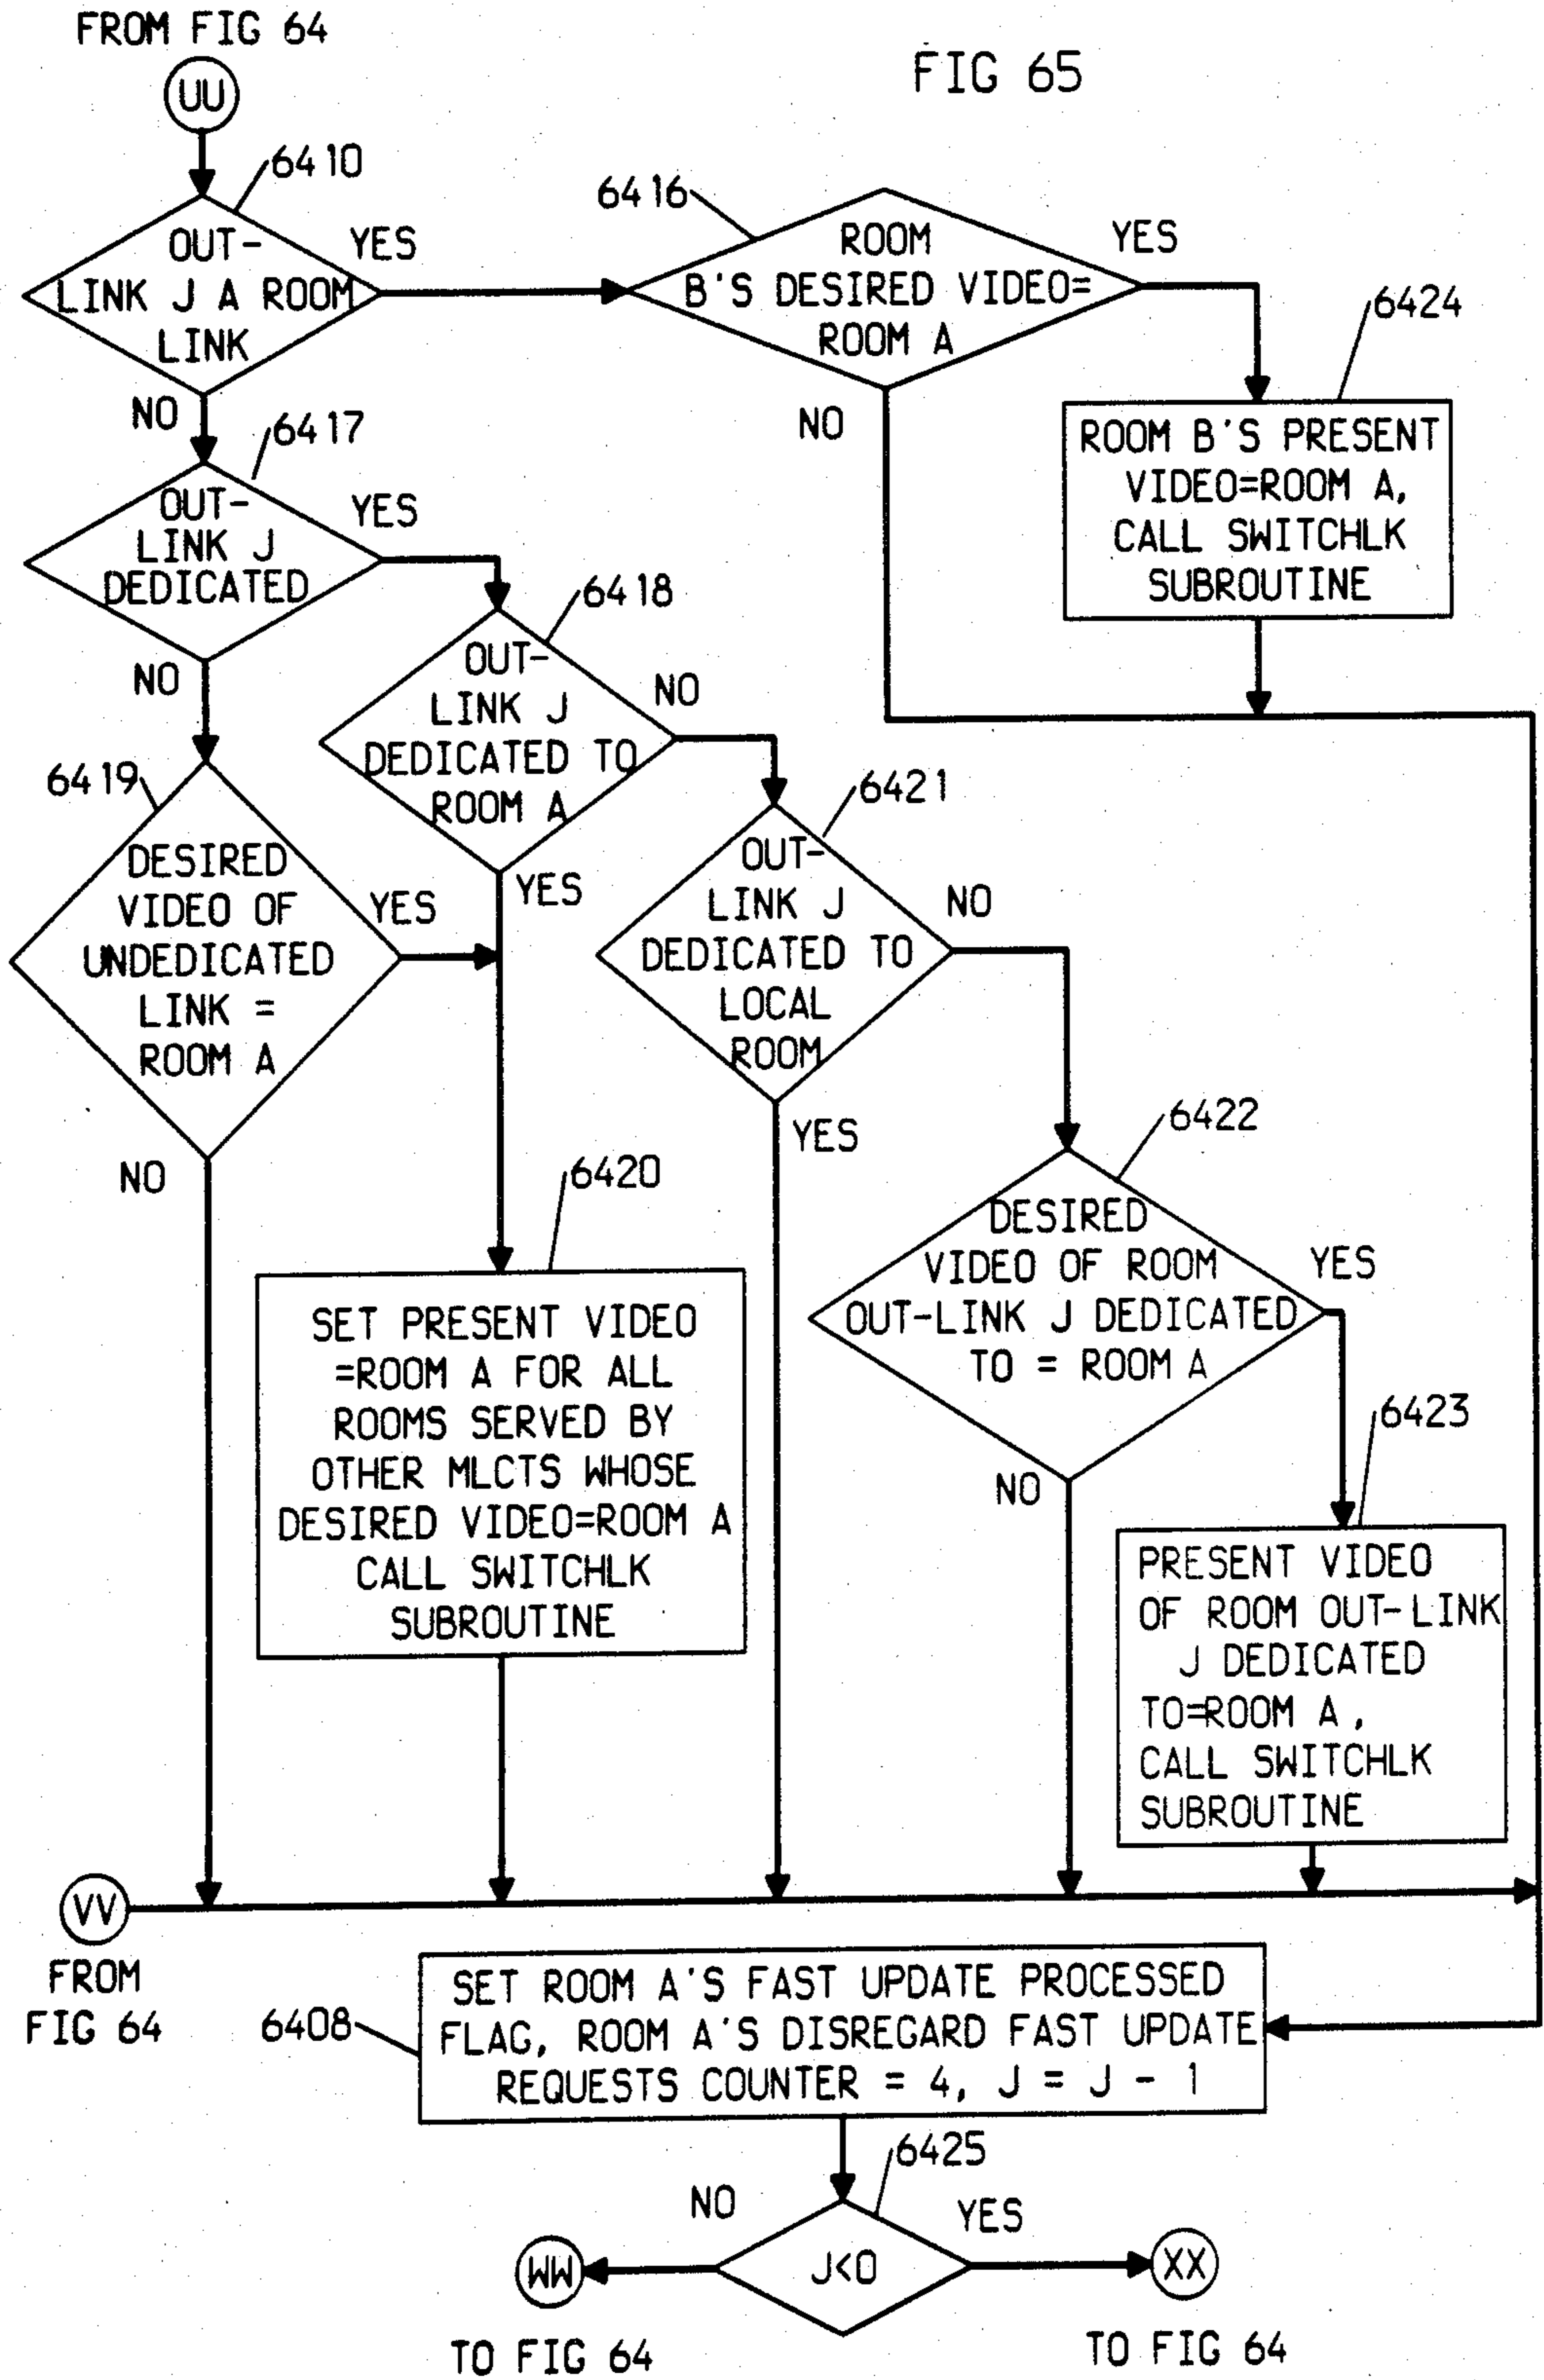 FROM FIG 64
UU
FIG 65
6410
OUT-
LINK J A ROOM
LINK
YES
NO
6416
ROOM
B'S DESIRED VIDEO=
ROOM A
YES
NO
6424
ROOM B'S PRESENT
VIDEO=ROOM A,
CALL SWITCHLK
SUBROUTINE
6417
OUT-
LINK J
DEDICATED
YES
NO
6418
OUT-
LINK J
DEDICATED TO
ROOM A
NO
YES
6419
DESIRED
VIDEO OF
UNDEDICATED
LINK =
ROOM A
YES
NO
6421
OUT-
LINK J
DEDICATED TO
LOCAL
ROOM
NO
YES
6420
SET PRESENT VIDEO
=ROOM A FOR ALL
ROOMS SERVED BY
OTHER MLCTS WHOSE
DESIRED VIDEO=ROOM A
CALL SWITCHLK
SUBROUTINE
6422
DESIRED
VIDEO OF ROOM
OUT-LINK J DEDICATED
TO = ROOM A
YES
NO
6423
PRESENT VIDEO
OF ROOM OUT-LINK
J DEDICATED
TO=ROOM A,
CALL SWITCHLK
SUBROUTINE
VV
FROM
FIG 64
6408
SET ROOM A'S FAST UPDATE PROCESSED
FLAG, ROOM A'S DISREGARD FAST UPDATE
REQUESTS COUNTER = 4, J = J - 1
6425
NO
YES
J<0
WW
XX
TO FIG 64
TO FIG 64